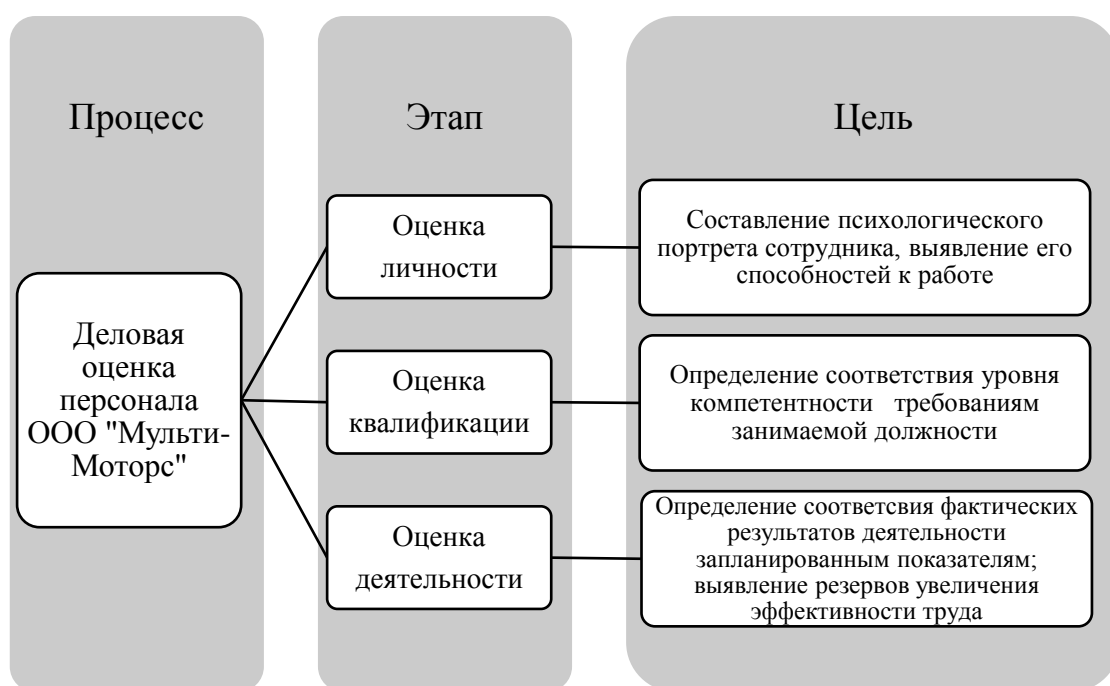 Процесс
Этап
Цель
Деловая
оценка
персонала
ООО "Мульти-
Моторс"
Оценка
личности
Составление психологического
портрета сотрудника, выявление его
способностей к работе
Оценка
квалификации
Определение соответствия уровня
компетентности требованиям
занимаемой должности
Оценка
деятельности
Определение соответсвия фактических
результатов деятельности
запланированным показателям;
выявление резервов увеличения
эффективности труда